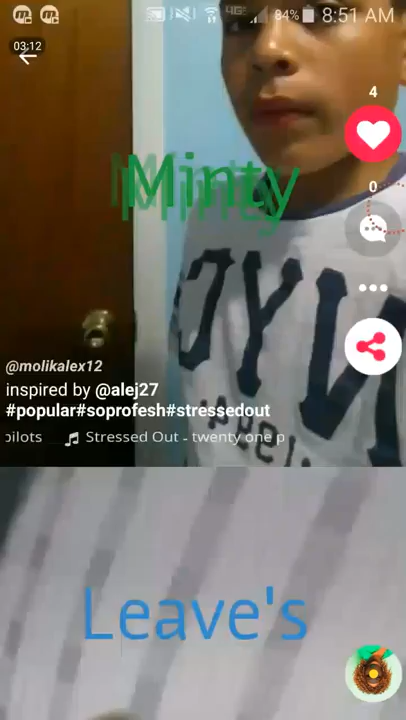 84% 8:51 AM
03:12
4
Minty
0
@molikalex12
inspired by @alej27
#popular#soprofesh#stressedout
pilots Stressed Out - twenty one p
Leave's